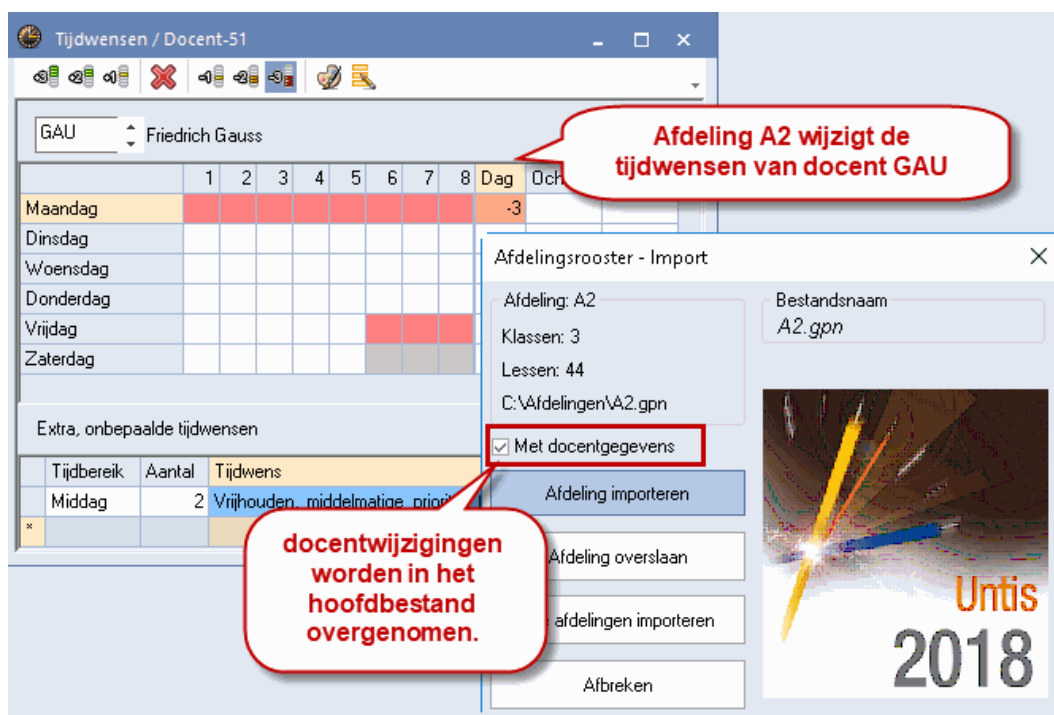 Tijdwensen / Docent-51
GAU Friedrich Gauss
Afdeling A2 wijzigt de
tijdwensen van docent GAU
1 2 3 4 5 6 7 8 Dag Och
Maandag -3
Dinsdag
Woensdag
Donderdag
Vrijdag
Zaterdag
Extra, onbepaalde tijdwensen
Tijdbereik Aantal Tijdwens
Middag 2 Vrijhouden, middelmatige
*
docentwijzigingen
worden in het
hoofdbestand
overgenomen.
Afdelingsrooster - Import
Afdeling: A2
Klassen: 3
Lessen: 44
C:\Afdelingen\A2.gpn
Bestandsnaam
A2.gpn
Met docentgegevens
Afdeling importeren
Afdeling overslaan
afdelingen importeren
Afbreken
Untis
2018